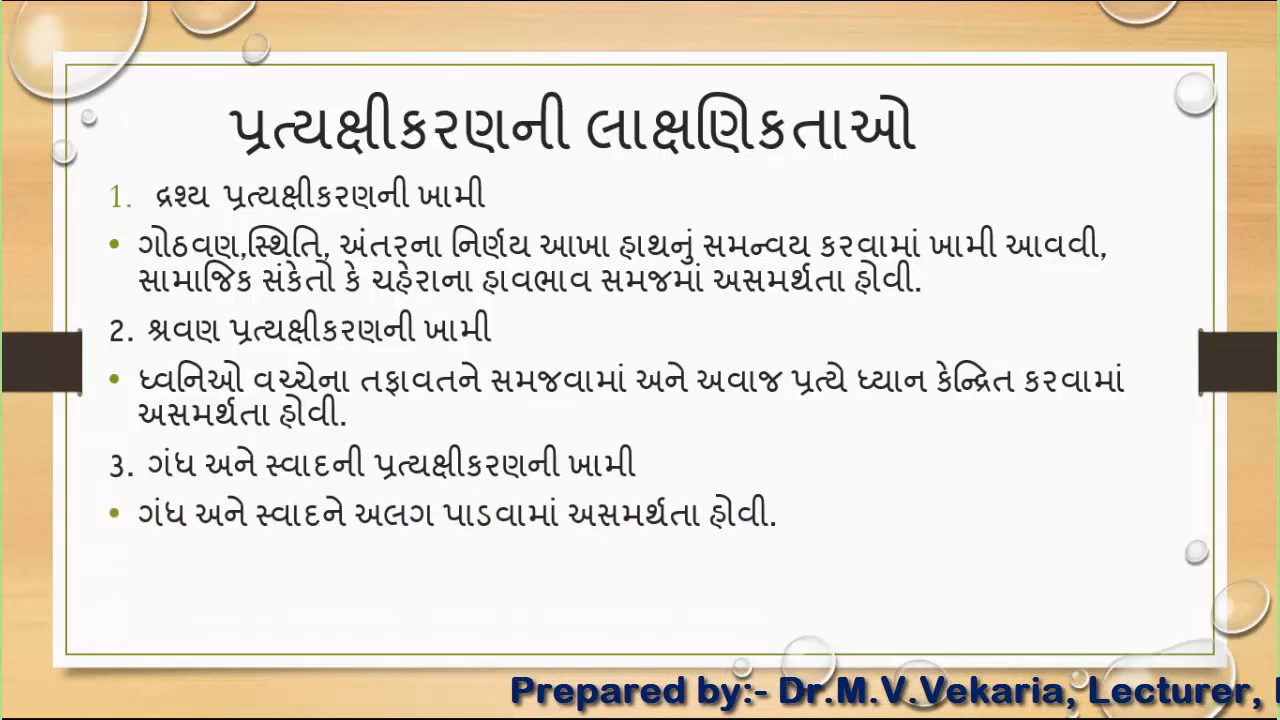 પ્રત્યક્ષીકરણની લાક્ષણિકતાઓ
1. દ્રશ્ય પ્રત્યક્ષીકરણની ખામી
• ગોઠવણ,સ્થિતિ, અંતરના નિર્ણય આખા હાથનું સમન્વય કરવામાં ખામી આવવી,
સામાજિક સંકેતો કે ચહેરાના હાવભાવ સમજમાં અસમર્થતા હોવી.
2. શ્રવણ પ્રત્યક્ષીકરણની ખામી
• ધ્વનિઓ વચ્ચેના તફાવતને સમજવામાં અને અવાજ પ્રત્યે ધ્યાન કેન્દ્રિત કરવામાં
અસમર્થતા હોવી.
3. ગંધ અને સ્વાદની પ્રત્યક્ષીકરણની ખામી
• ગંધ અને સ્વાદને અલગ પાડવામાં અસમર્થતા હોવી.
Prepared by:- Dr.M.V.Vekaria, Lecturer,